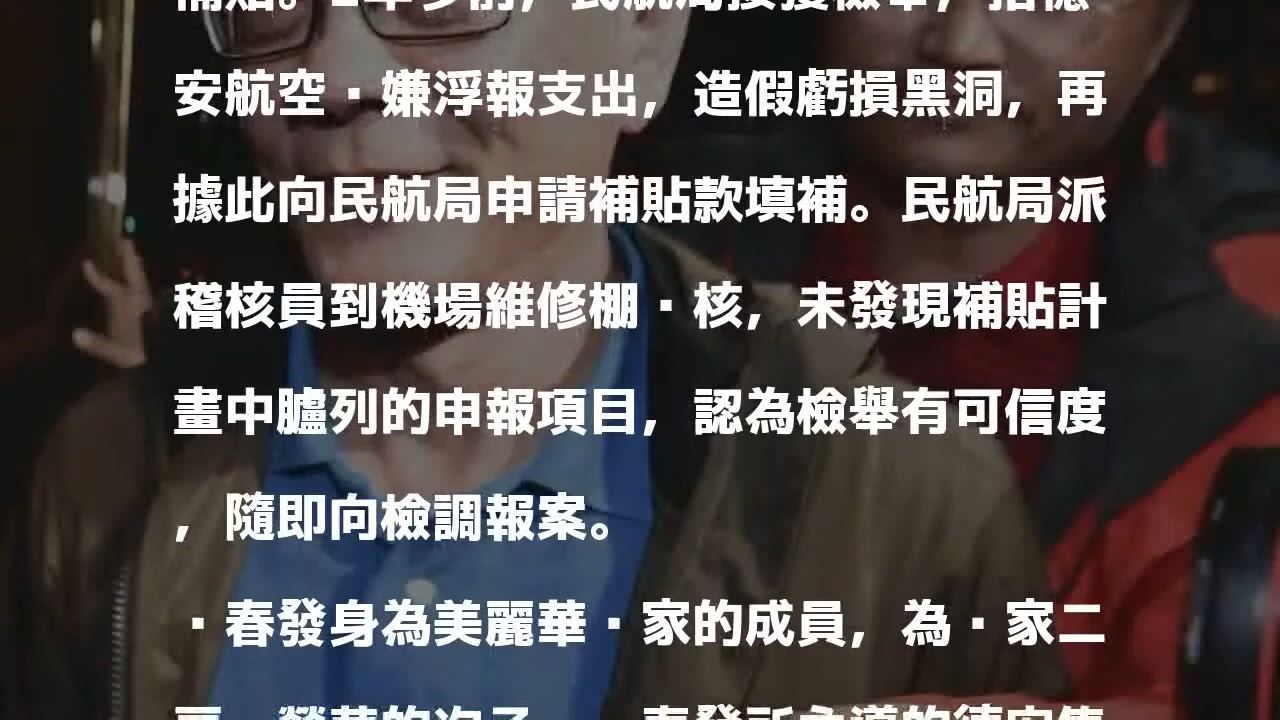 安航空▪嫌浮報支出，造假虧損黑洞，再
據此向民航局申請補貼款填補。民航局派
稽核員到機場維修棚▪核，未發現補貼計
畫中臚列的申報項目，認為檢舉有可信度
，隨即向檢調報案。
▪春發身為美麗華▪家的成員，為▪家二